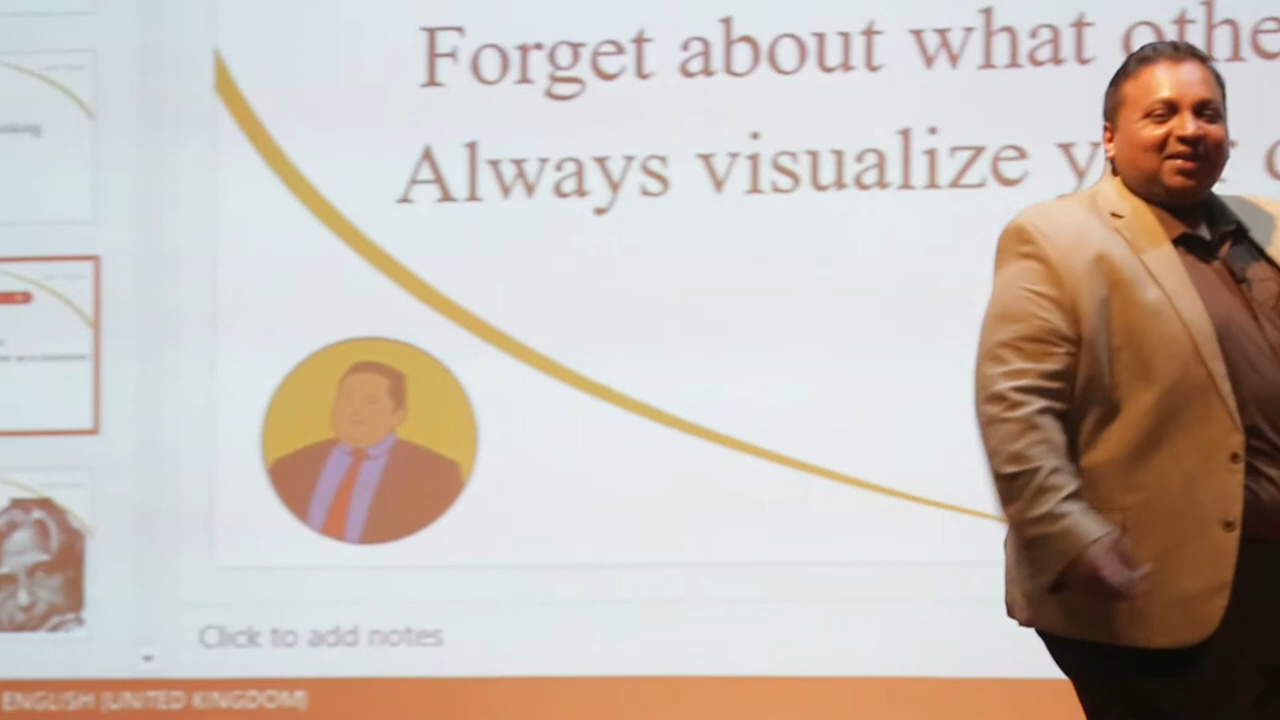 Forget about what othe
Always visualize y
Click to add notes
ENGLISH (UNITED KINGDOM)